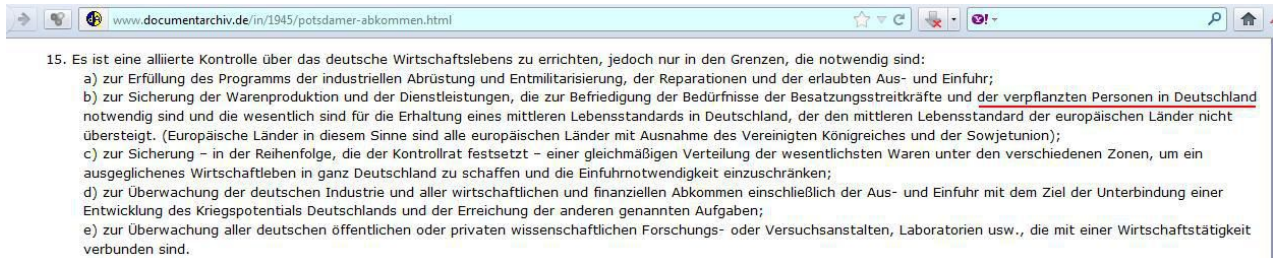 www.documentarchiv.de/in/1945/potsdamer-abkommen.html
15. Es ist eine alliierte Kontrolle über das deutsche Wirtschaftslebens zu errichten, jedoch nur in den Grenzen, die notwendig sind:
a) zur Erfüllung des Programms der industriellen Abrüstung und Entmilitarisierung, der Reparationen und der erlaubten Aus- und Einfuhr;
b) zur Sicherung der Warenproduktion und der Dienstleistungen, die zur Befriedigung der Bedürfnisse der Besatzungsstreitkräfte und der verpflanzten Personen in Deutschland
notwendig sind und die wesentlich sind für die Erhaltung eines mittleren Lebensstandards in Deutschland, der den mittleren Lebensstandard der europäischen Länder nicht
übersteigt. (Europäische Länder in diesem Sinne sind alle europäischen Länder mit Ausnahme des Vereinigten Königreiches und der Sowjetunion);
c) zur Sicherung – in der Reihenfolge, die der Kontrollrat festsetzt – einer gleichmäßigen Verteilung der wesentlichsten Waren unter den verschiedenen Zonen, um ein
ausgeglichenes Wirtschaftleben in ganz Deutschland zu schaffen und die Einfuhrnotwendigkeit einzuschränken;
d) zur Überwachung der deutschen Industrie und aller wirtschaftlichen und finanziellen Abkommen einschließlich der Aus- und Einfuhr mit dem Ziel der Unterbindung einer
Entwicklung des Kriegspotentials Deutschlands und der Erreichung der anderen genannten Aufgaben;
e) zur Überwachung aller deutschen öffentlichen oder privaten wissenschaftlichen Forschungs- oder Versuchsanstalten, Laboratorien usw., die mit einer Wirtschaftstätigkeit
verbunden sind.